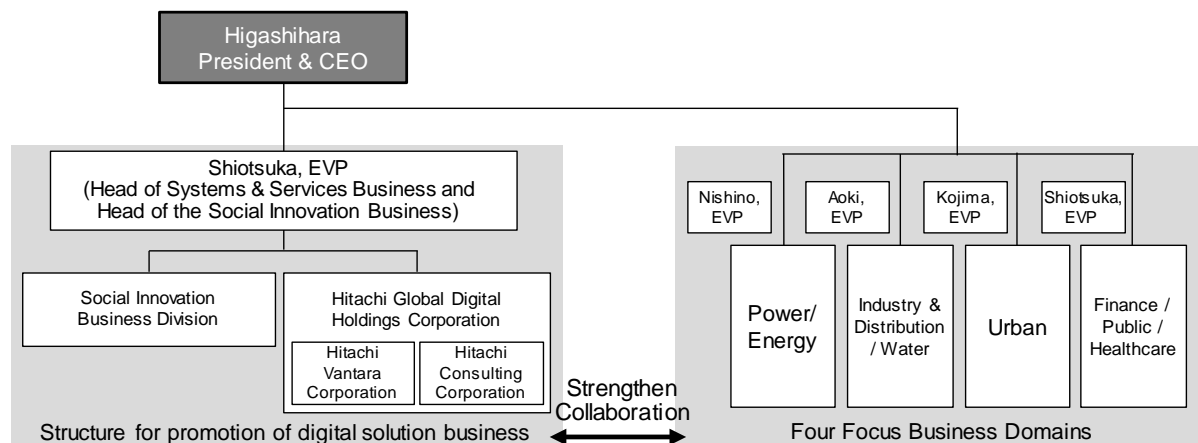 Higashihara
President & CEO
Shiotsuka, EVP
(Head of Systems & Services Business and
Head of the Social Innovation Business)
Social Innovation
Business Division
Hitachi Global Digital
Holdings Corporation
Hitachi
Vantara
Corporation
Hitachi
Consulting
Corporation
Structure for promotion of digital solution business
Strengthen
Collaboration
Nishino,
EVP
Aoki,
EVP
Kojima,
EVP
Shiotsuka,
EVP
Power/
Energy
Industry &
Distribution
/ Water
Urban
Finance /
Public /
Healthcare
Four Focus Business Domains